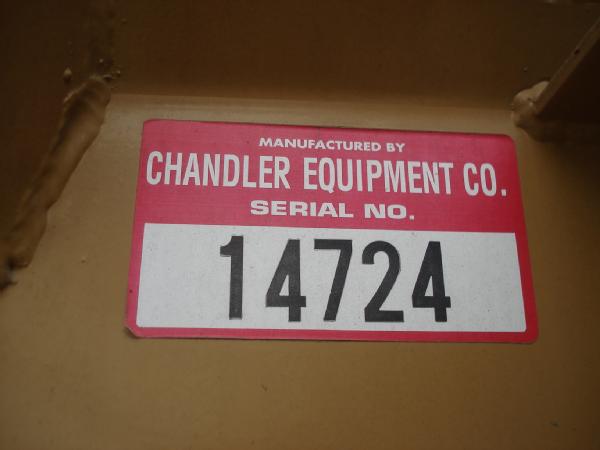 MANUFACTURED BY
CHANDLER EQUIPMENT CO.
SERIAL NO.
14724